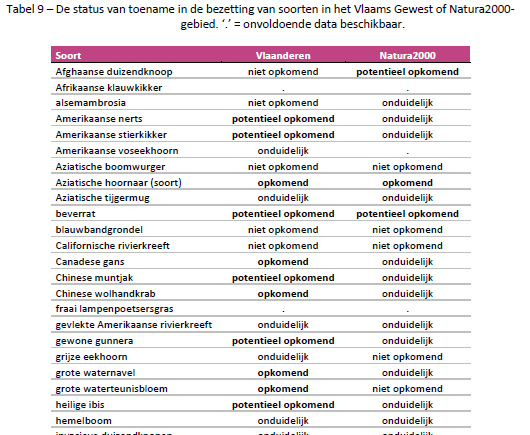 Tabel 9 – De status van toename in de bezetting van soorten in het Vlaams Gewest of Natura2000-
gebied. ‘.’ = onvoldoende data beschikbaar.
Soort Vlaanderen Natura2000
Afghaanse duizendknoop niet opkomend potentieel opkomend
Afrikaanse klauwkikker . .
alsemambrosia niet opkomend onduidelijk
Amerikaanse nerts potentieel opkomend onduidelijk
Amerikaanse stierkikker potentieel opkomend onduidelijk
Amerikaanse voseekhoorn onduidelijk .
Aziatische boomwurger niet opkomend niet opkomend
Aziatische hoornaar (soort) opkomend opkomend
Aziatische tijgermug onduidelijk onduidelijk
beverrat potentieel opkomend potentieel opkomend
blauwbandgrondel niet opkomend niet opkomend
Californische rivierkreeft niet opkomend niet opkomend
Canadese gans opkomend onduidelijk
Chinese muntjak potentieel opkomend onduidelijk
Chinese wolhandkrab opkomend onduidelijk
fraai lampenpoetsersgras . .
gevlekte Amerikaanse rivierkreeft onduidelijk onduidelijk
gewone gunnera potentieel opkomend onduidelijk
grijze eekhoorn onduidelijk niet opkomend
grote waternavel opkomend onduidelijk
grote waterteunisbloem opkomend niet opkomend
heilige ibis potentieel opkomend onduidelijk
hemelboom onduidelijk onduidelijk